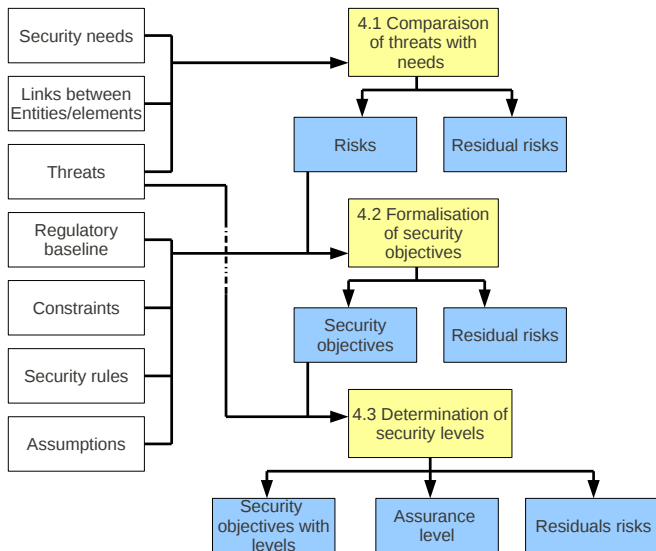 Security needs
Links between
Entities/elements
Threats
Regulatory
baseline
Constraints
Security rules
Assumptions
4.1 Comparaison
of threats with
needs
Risks
Residual risks
4.2 Formalisation
of security
objectives
Security
objectives
Residual risks
4.3 Determination of
security levels
Security
objectives with
levels
Assurance
level
Residuals risks